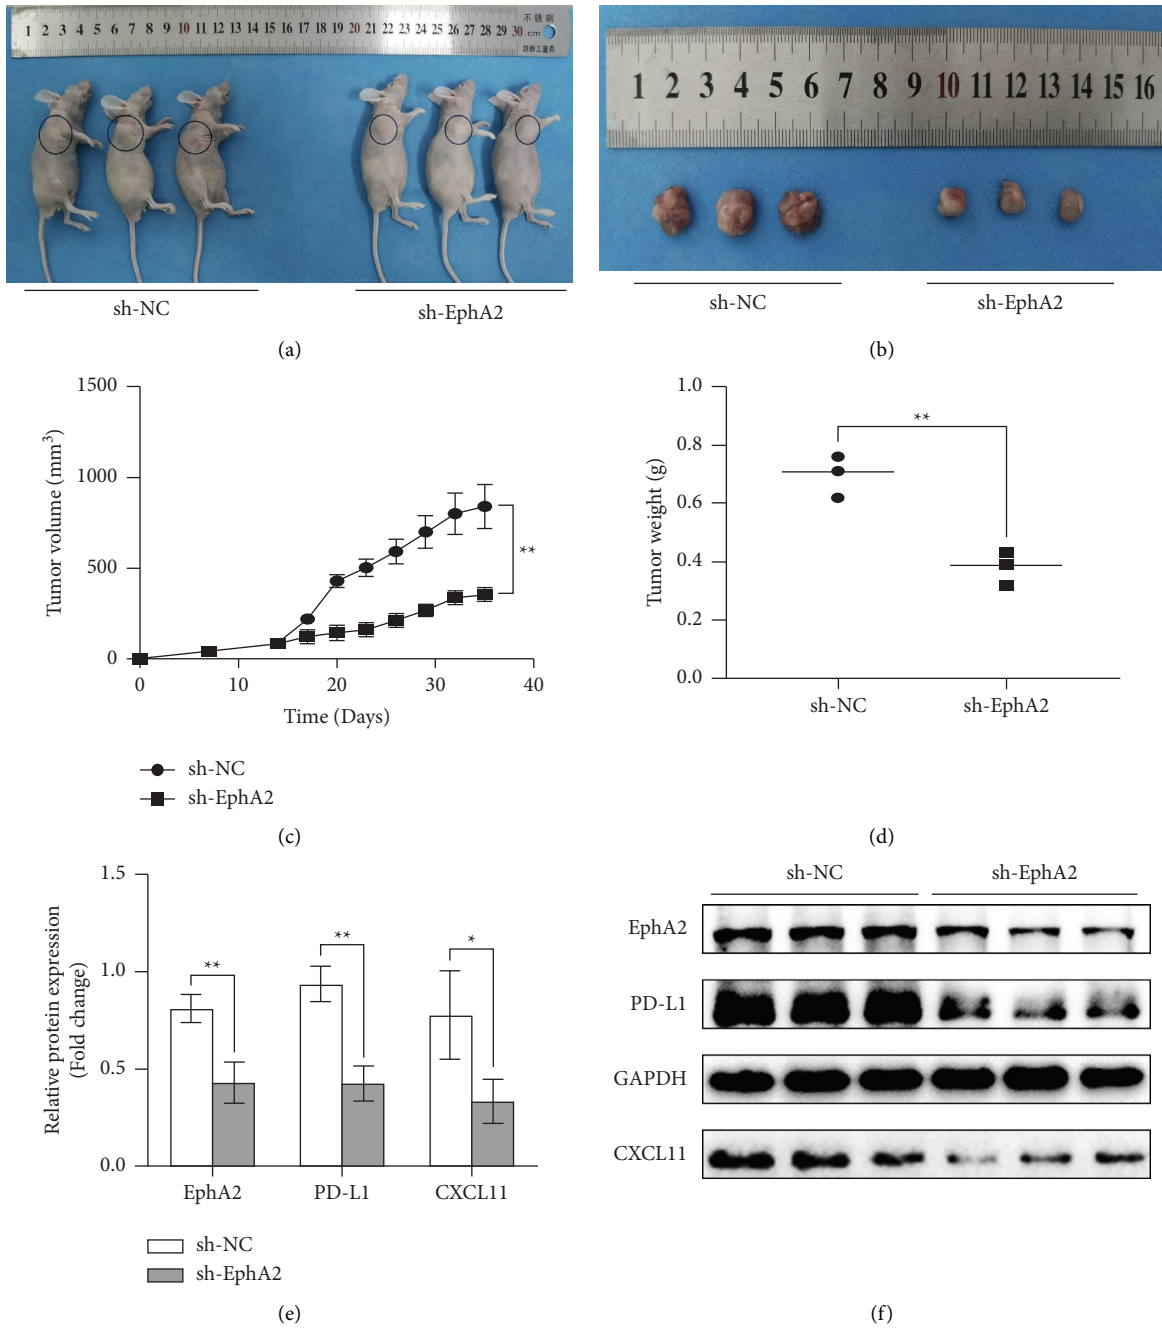 1 2 3 4 5 6 7 8 9 10 11 12 13 14 15 16 17 18 19 20 21 22 23 24 25 26 27 28 29 30 cm
不锈钢
1 2 3 4 5 6 7 8 9 10 11 12 13 14 15 16
sh-NC
sh-EphA2
(a)
sh-NC
sh-EphA2
(b)
Tumor volume (mm³)
1500
1000
500
0
0 10 20 30 40
Time (Days)
**
sh-NC
sh-EphA2
(c)
Tumor weight (g)
1.0
0.8
0.6
0.4
0.2
0.0
**
sh-NC sh-EphA2
(d)
Relative protein expression
(Fold change)
1.5
1.0
0.5
0.0
** ** *
EphA2 PD-L1 CXCL11
sh-NC
sh-EphA2
(e)
sh-NC sh-EphA2
EphA2
PD-L1
GAPDH
CXCL11
(f)